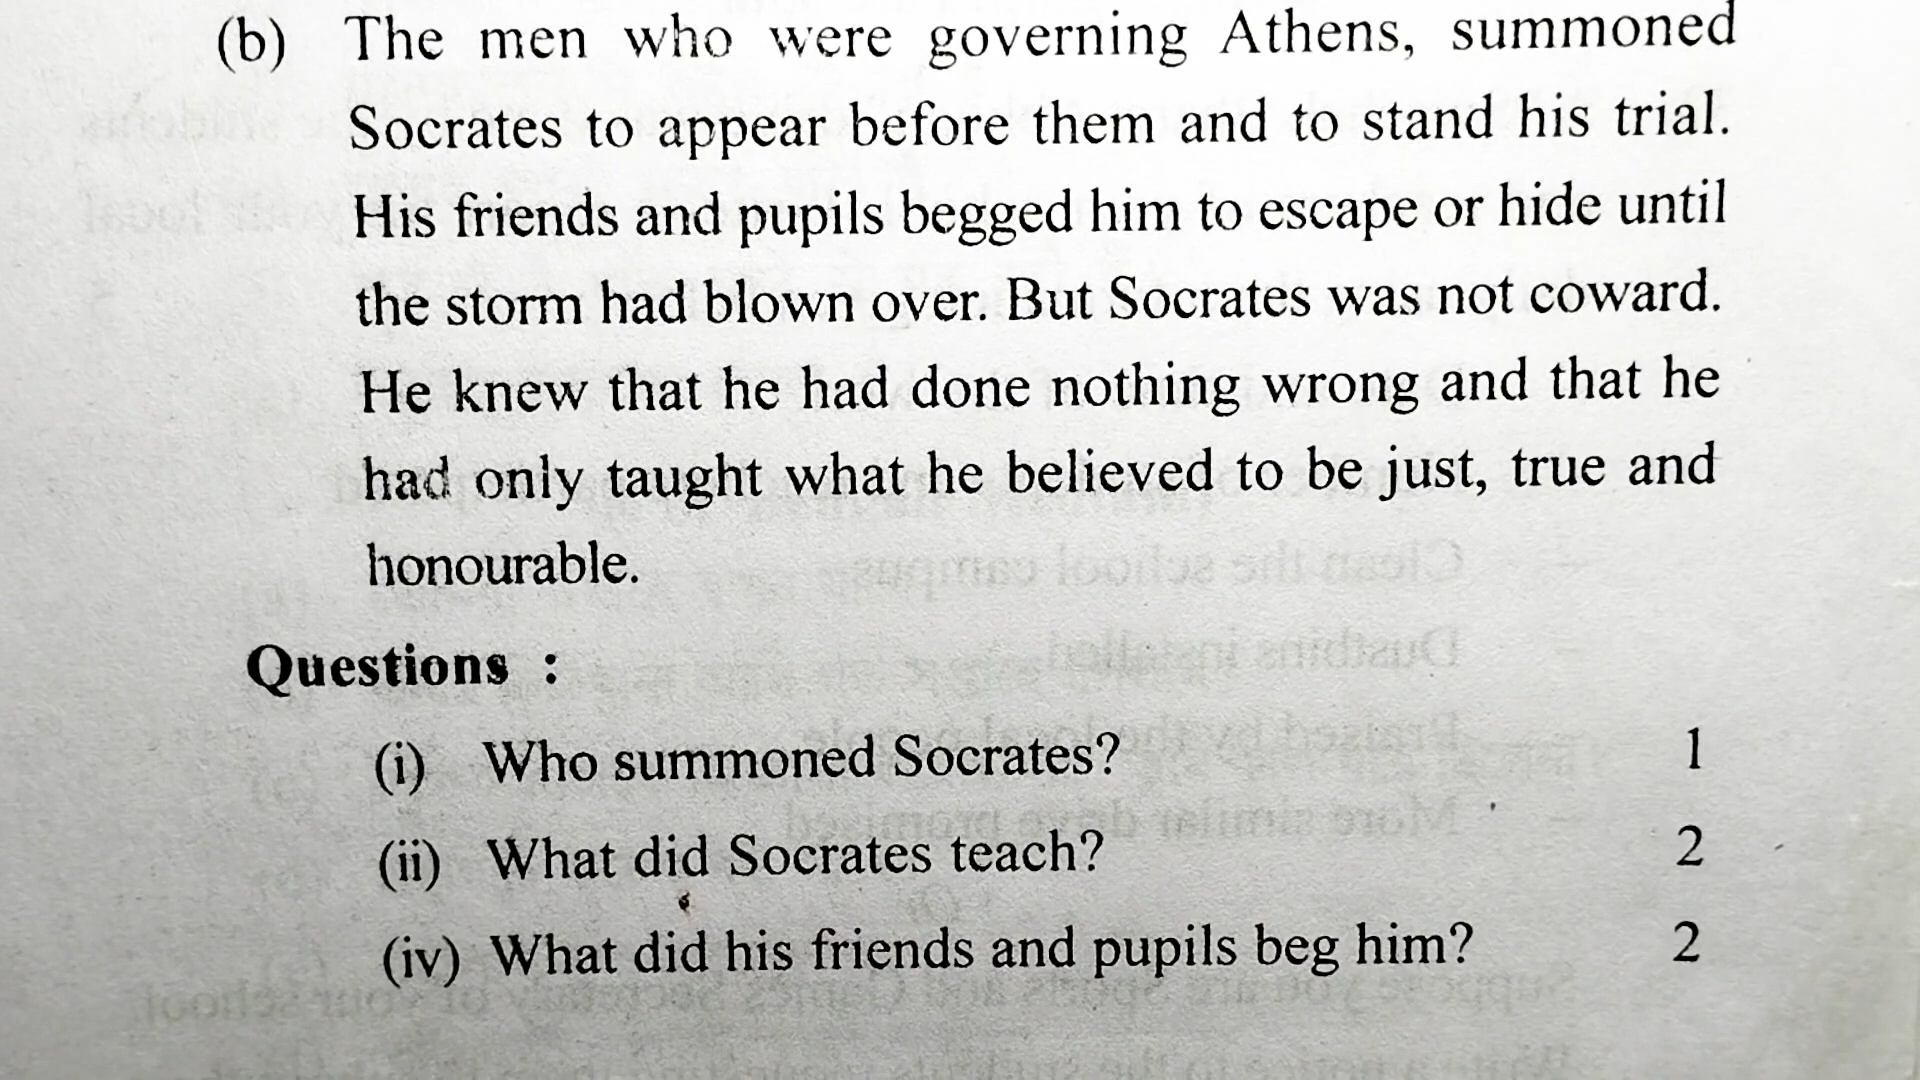 (b) The men who were governing Athens, summoned
Socrates to appear before them and to stand his trial.
His friends and pupils begged him to escape or hide until
the storm had blown over. But Socrates was not coward.
He knew that he had done nothing wrong and that he
had only taught what he believed to be just, true and
honourable.
Questions :
(i) Who summoned Socrates? 1
(ii) What did Socrates teach? 2
(iv) What did his friends and pupils beg him? 2